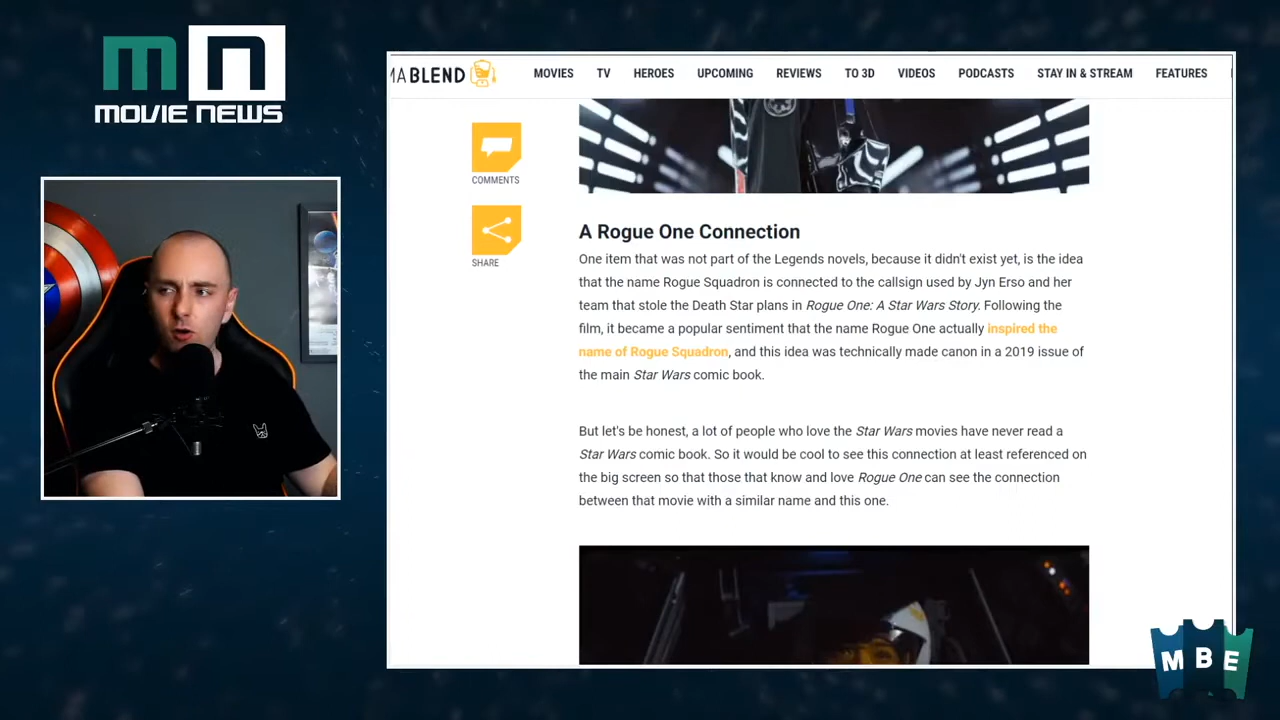 MN
MOVIE NEWS
MABLEND
MOVIES TV HEROES UPCOMING REVIEWS TO 3D VIDEOS PODCASTS STAY IN & STREAM FEATURES
COMMENTS
SHARE
A Rogue One Connection
One item that was not part of the Legends novels, because it didn't exist yet, is the idea
that the name Rogue Squadron is connected to the callsign used by Jyn Erso and her
team that stole the Death Star plans in Rogue One: A Star Wars Story. Following the
film, it became a popular sentiment that the name Rogue One actually inspired the
name of Rogue Squadron, and this idea was technically made canon in a 2019 issue of
the main Star Wars comic book.
But let's be honest, a lot of people who love the Star Wars movies have never read a
Star Wars comic book. So it would be cool to see this connection at least referenced on
the big screen so that those that know and love Rogue One can see the connection
between that movie with a similar name and this one.
MBE